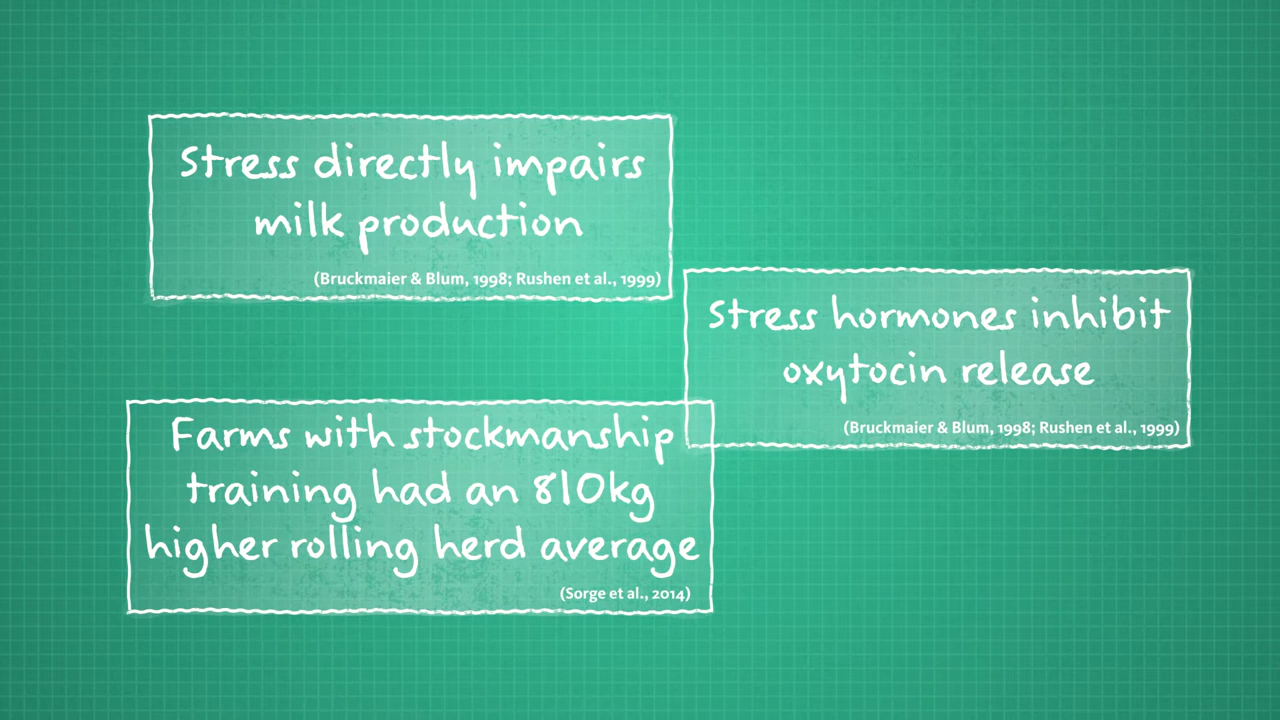 Stress directly impairs
milk production
(Bruckmaier & Blum, 1998; Rushen et al., 1999)
Stress hormones inhibit
oxytocin release
(Bruckmaier & Blum, 1998; Rushen et al., 1999)
Farms with stockmanship
training had an 810kg
higher rolling herd average
(Sorge et al., 2014)